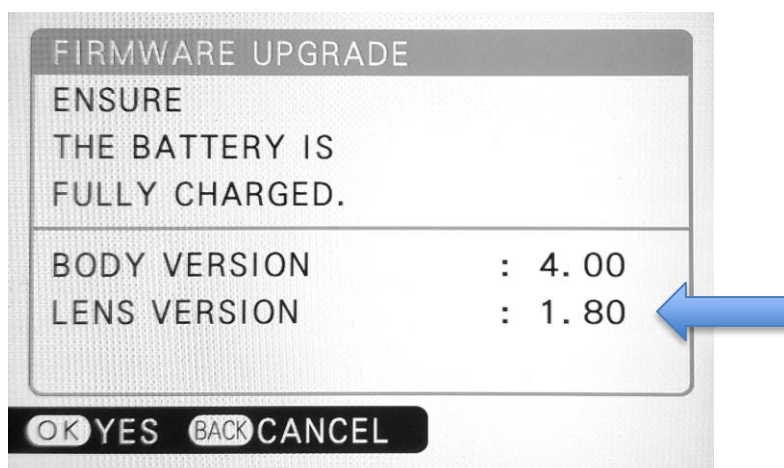 FIRMWARE UPGRADE
ENSURE
THE BATTERY IS
FULLY CHARGED.
BODY VERSION : 4.00
LENS VERSION : 1.80
OK YES BACK CANCEL